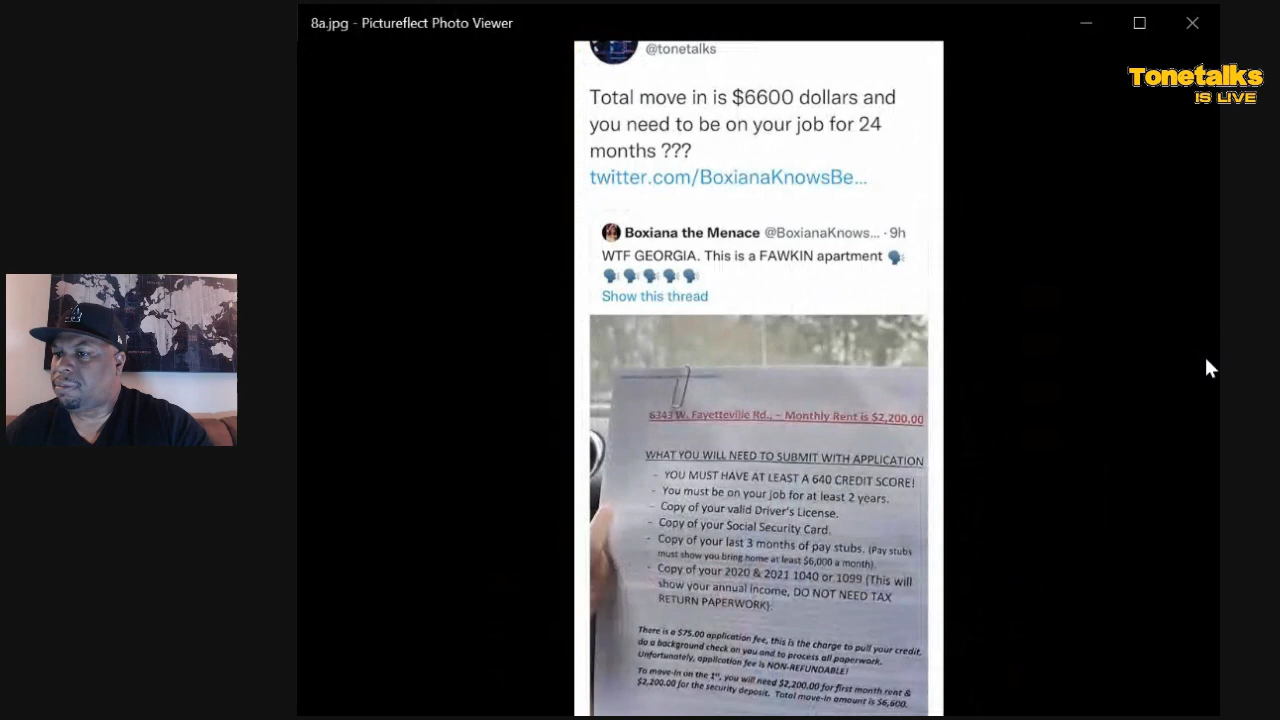 8a.jpg - Pictureflect Photo Viewer
Tonetalks
IS LIVE
@tonetalks
Total move in is $6600 dollars and
you need to be on your job for 24
months ???
twitter.com/BoxianaKnowsBe...
Boxiana the Menace @BoxianaKnows... · 9h
WTF GEORGIA. This is a FAWKIN apartment
Show this thread
6343 W. Fayetteville Rd., – Monthly Rent is $2,200.00
WHAT YOU WILL NEED TO SUBMIT WITH APPLICATION
- YOU MUST HAVE AT LEAST A 640 CREDIT SCORE!
- You must be on your job for at least 2 years.
- Copy of your valid Driver's License.
- Copy of your Social Security Card.
- Copy of your last 3 months of pay stubs. (Pay stubs
must show you bring home at least $6,000 a month).
- Copy of your 2020 & 2021 1040 or 1099 (This will
show your annual income, DO NOT NEED TAX
RETURN PAPERWORK).
There is a $75.00 application fee, this is the charge to pull your credit,
do a background check on you and to process all paperwork.
Unfortunately, application fee is NON-REFUNDABLE!
To move-in on the 1st, you will need $2,200.00 for first month rent &
$2,200.00 for the security deposit. Total move-in amount is $6,600.